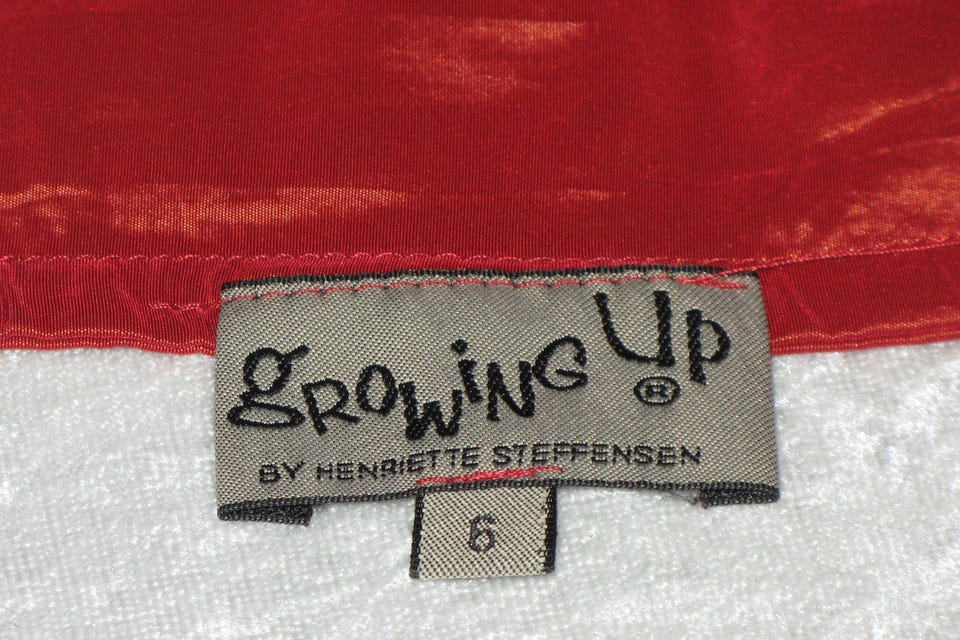 gROWiNG Up
®
BY HENRIETTE STEFFENSEN
6